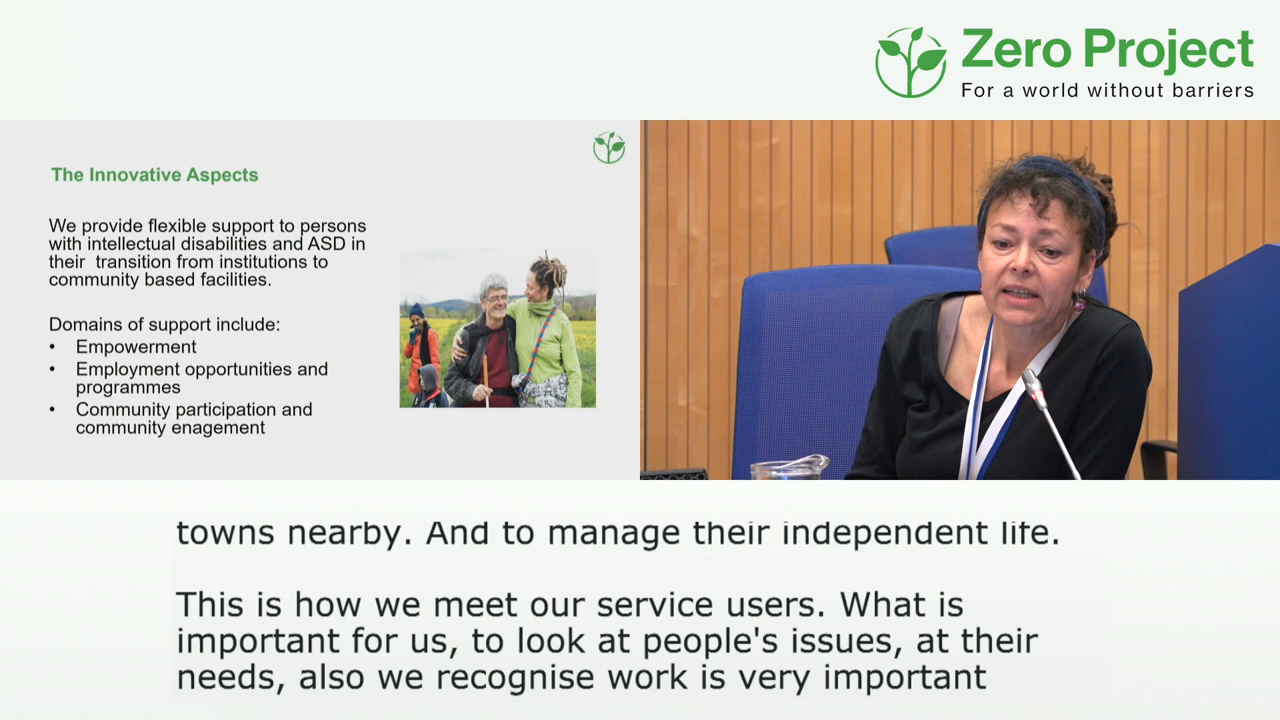 Zero Project
For a world without barriers
The Innovative Aspects
We provide flexible support to persons
with intellectual disabilities and ASD in
their transition from institutions to
community based facilities.
Domains of support include:
• Empowerment
• Employment opportunities and
programmes
• Community participation and
community enagement
towns nearby. And to manage their independent life.
This is how we meet our service users. What is
important for us, to look at people's issues, at their
needs, also we recognise work is very important